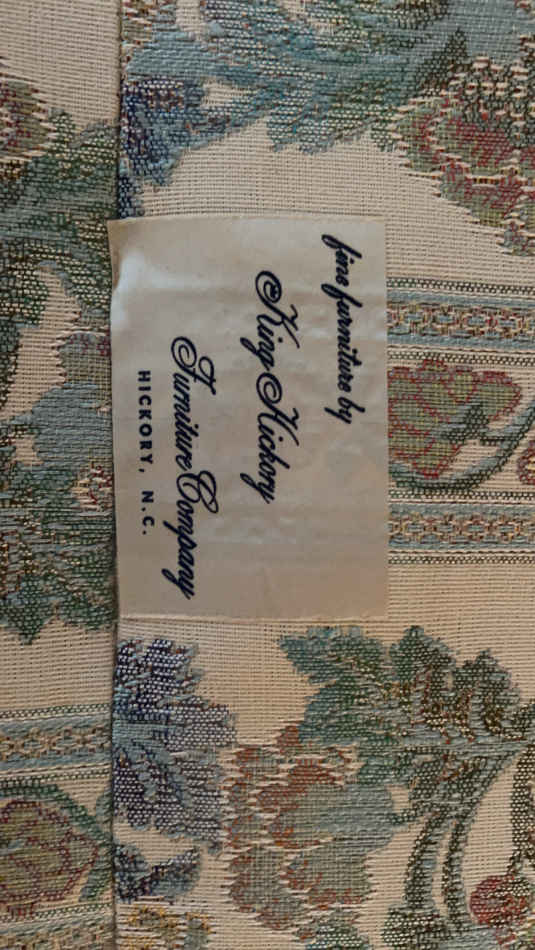 fine furniture by
King Hickory
Furniture Company
HICKORY, N.C.